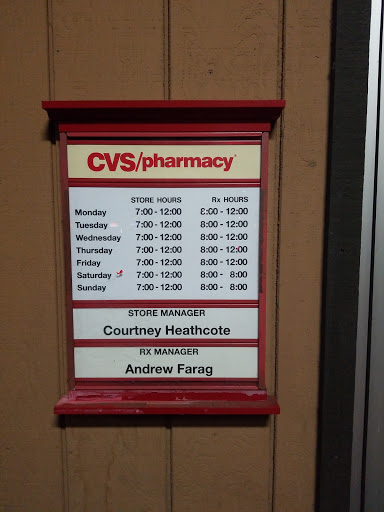 CVS/pharmacy
STORE HOURS Rx HOURS
Monday 7:00 - 12:00 8:00 - 12:00
Tuesday 7:00 - 12:00 8:00 - 12:00
Wednesday 7:00 - 12:00 8:00 - 12:00
Thursday 7:00 - 12:00 8:00 - 12:00
Friday 7:00 - 12:00 8:00 - 12:00
Saturday 7:00 - 12:00 8:00 - 8:00
Sunday 7:00 - 12:00 8:00 - 8:00
STORE MANAGER
Courtney Heathcote
RX MANAGER
Andrew Farag